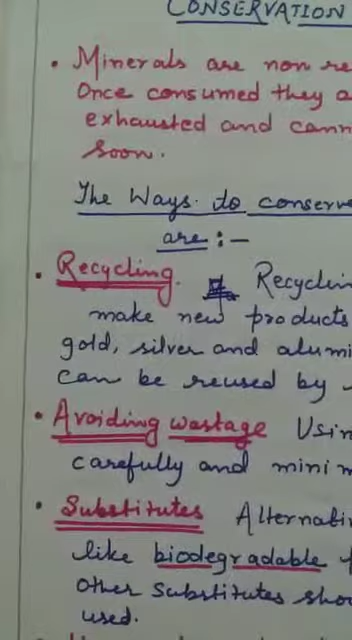 CONSERVATION
• Minerals are non re
Once consumed they a
exhausted and cann
soon.
The Ways to conserve
are :-
• Recycling. Recyclin
make new products
gold, silver and alumi
can be reused by
• Avoiding wastage Usin
carefully and minim
• Substitutes Alternati
like biodegradable
other substitutes sho
used.